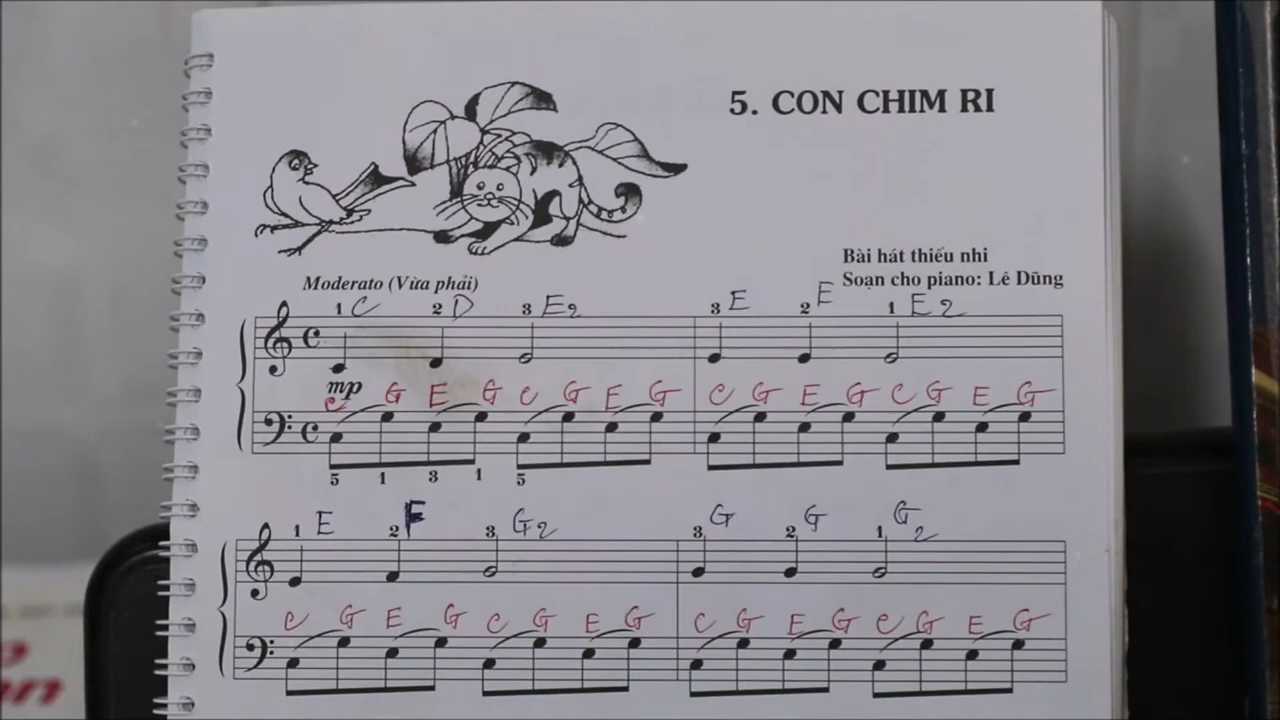 5. CON CHIM RI
Bài hát thiếu nhi
Soạn cho piano: Lê Dũng
Moderato (Vừa phải)
1 C 2 D 3 E2 3 E 2 E 1 E2
mp
C G E G C G E G C G E G C G E G
5 1 3 1 5
1 E 2 F 3 G2 3 G 2 G 1 G2
C G E G C G E G C G E G C G E G